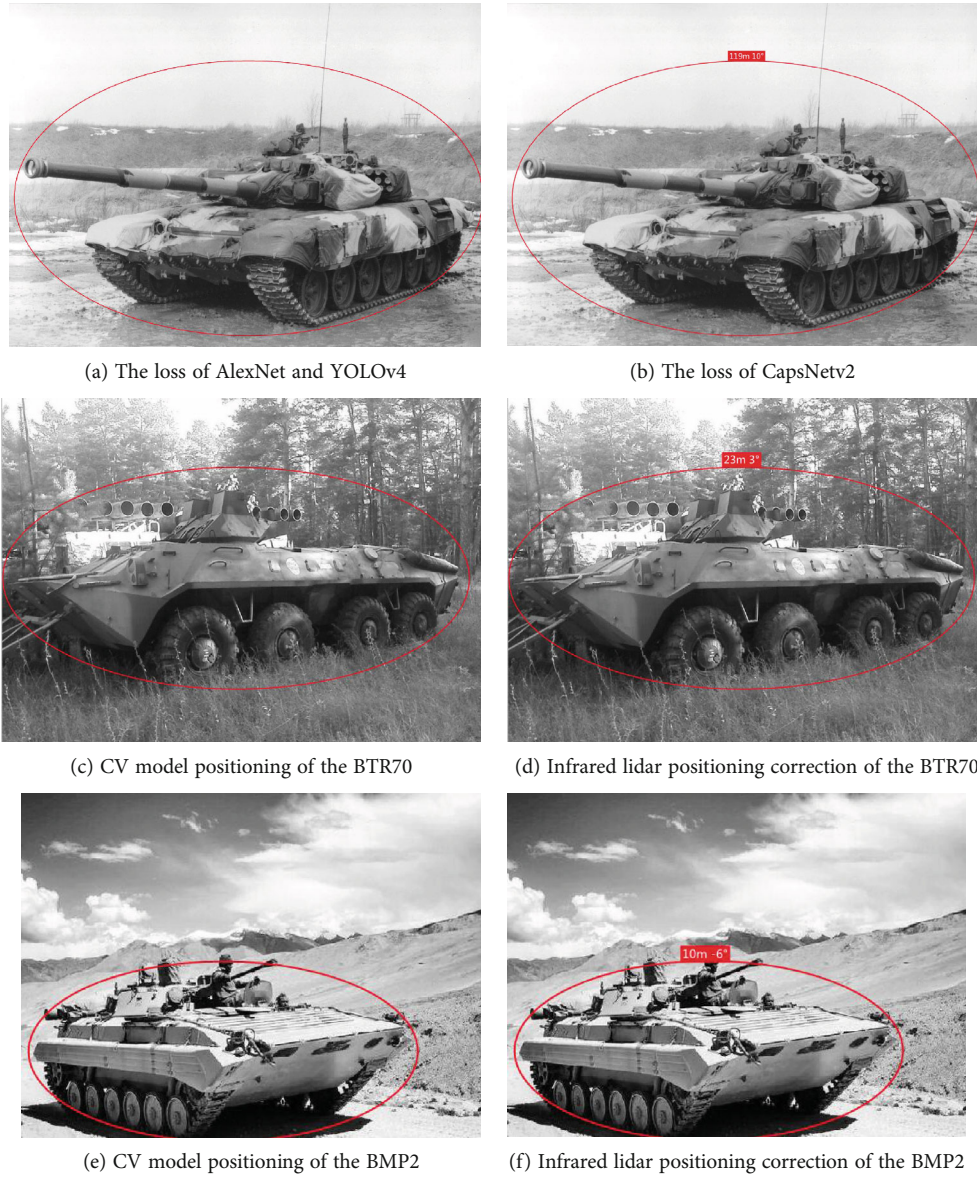 119m 10°
(a) The loss of AlexNet and YOLOv4
(b) The loss of CapsNetv2
23m 3°
(c) CV model positioning of the BTR70
(d) Infrared lidar positioning correction of the BTR70
10m -6°
(e) CV model positioning of the BMP2
(f) Infrared lidar positioning correction of the BMP2